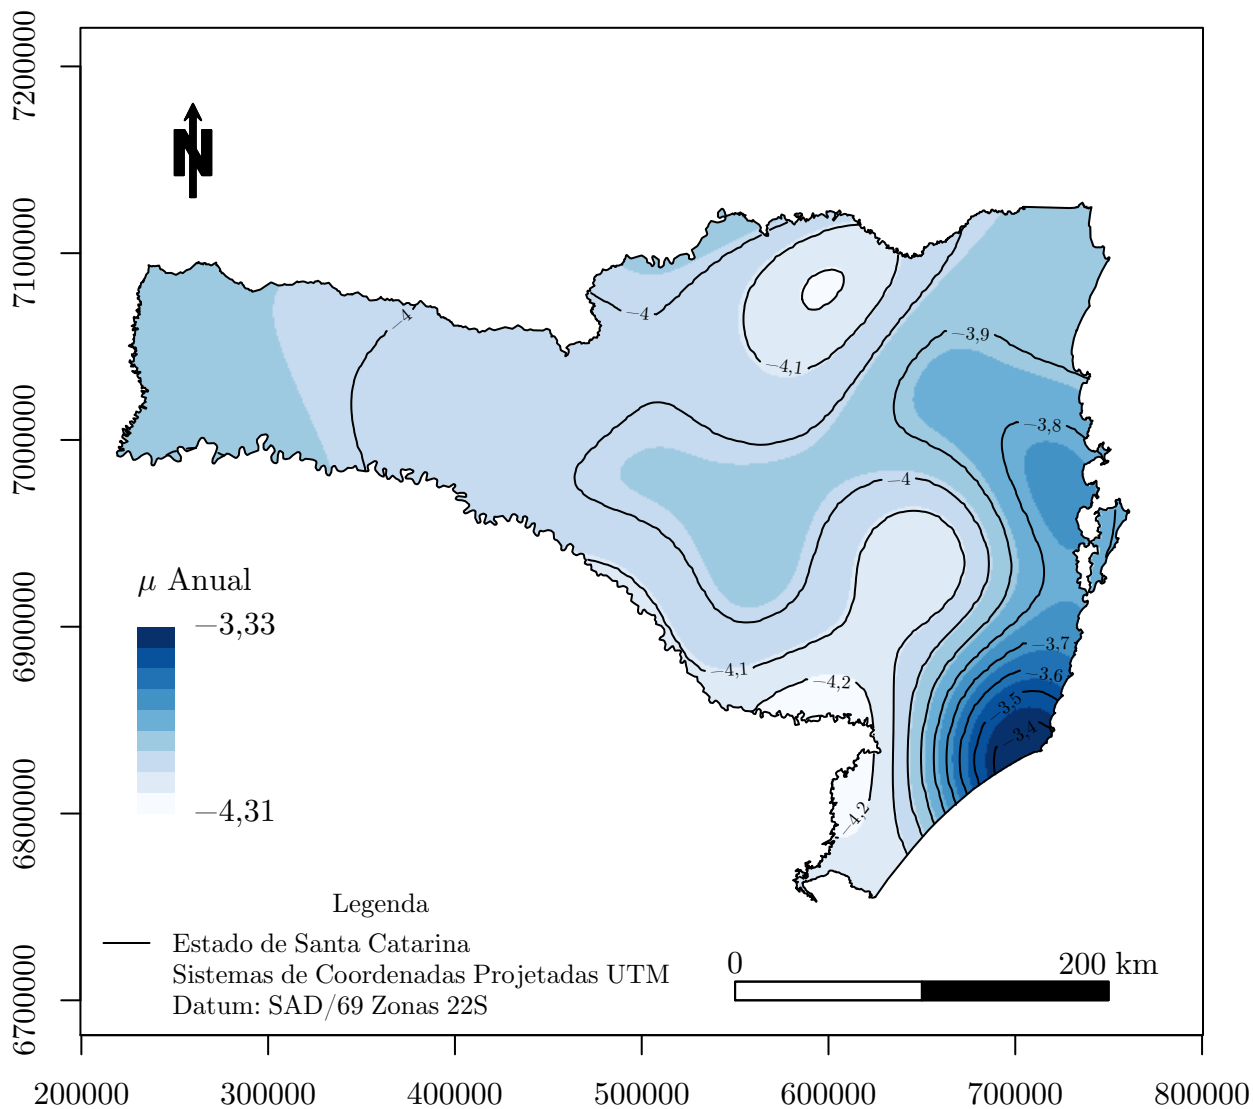 7200000
7100000
7000000
6900000
6800000
6700000
N
−4
−4
−4,1
−3,9
−3,8
−4
−4,1
−4,2
−3,7
−3,6
−3,5
−3,4
−4,2
μ Anual
−3,33
−4,31
Legenda
Estado de Santa Catarina
Sistemas de Coordenadas Projetadas UTM
Datum: SAD/69 Zonas 22S
0 200 km
200000 300000 400000 500000 600000 700000 800000